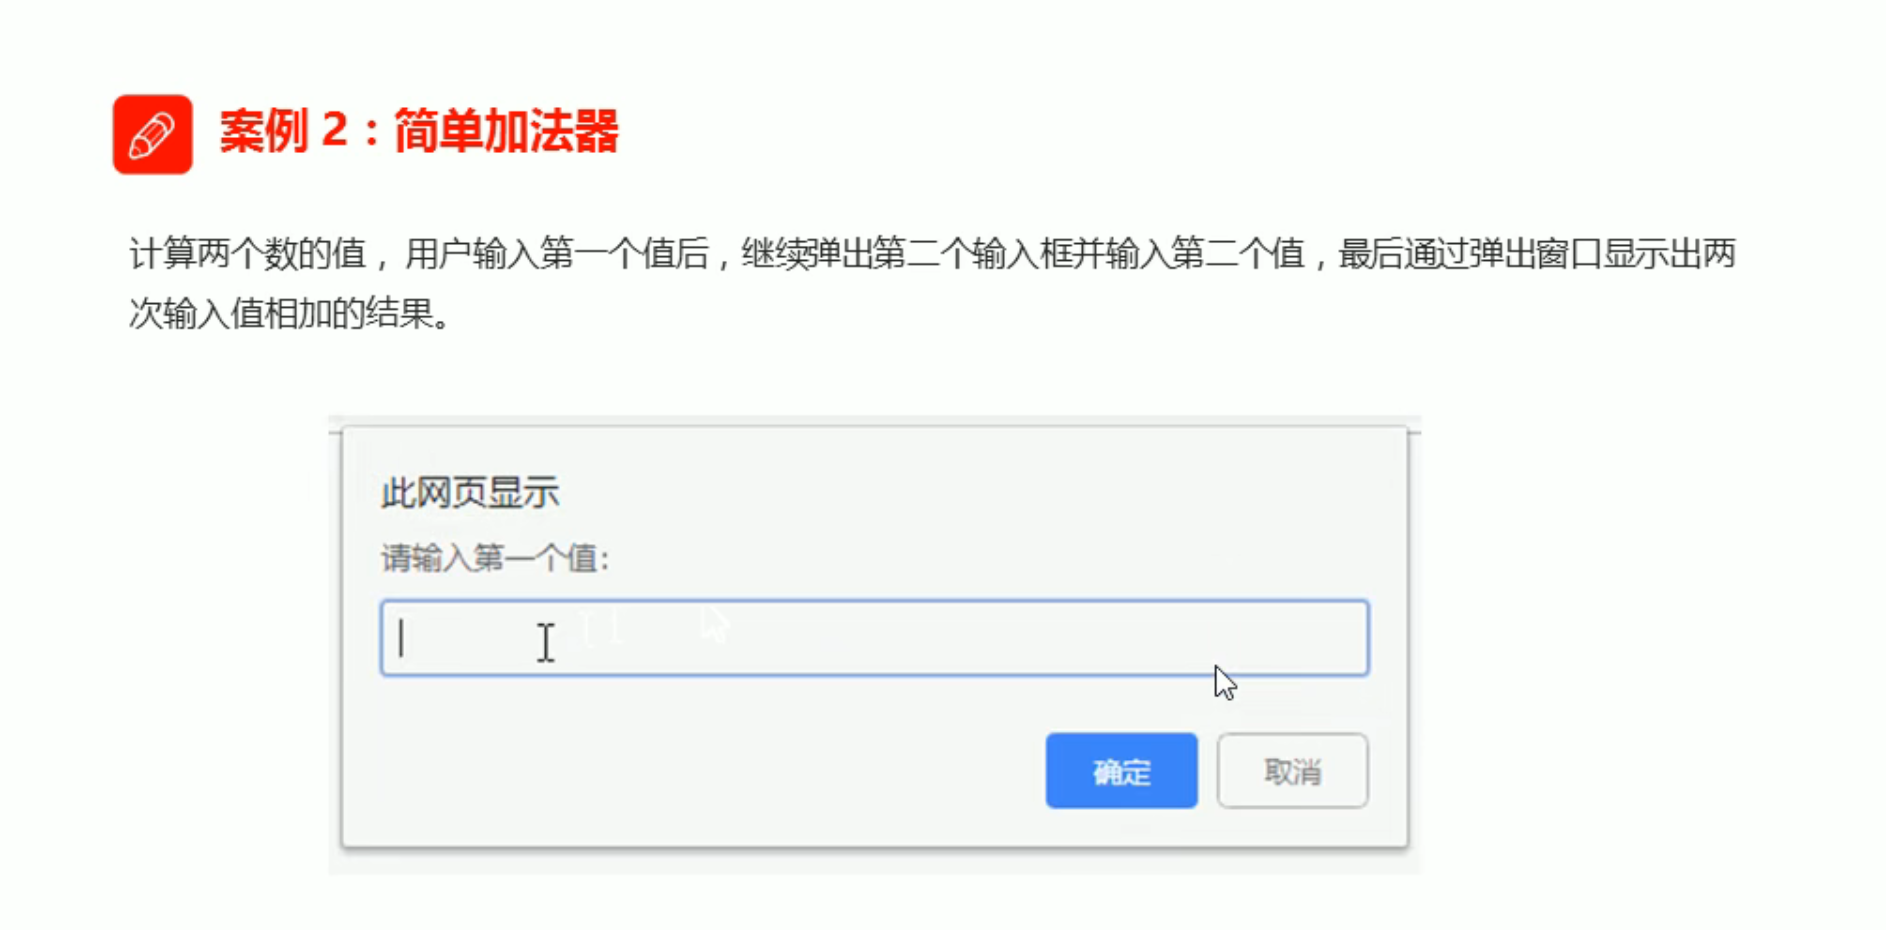 案例 2：简单加法器
计算两个数的值， 用户输入第一个值后，继续弹出第二个输入框并输入第二个值，最后通过弹出窗口显示出两
次输入值相加的结果。
此网页显示
请输入第一个值：
确定 取消